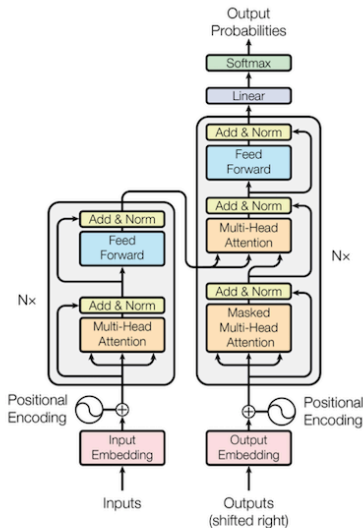 Output
Probabilities
Softmax
Linear
Add & Norm
Feed
Forward
Add & Norm
Multi-Head
Attention
Nx
Add & Norm
Masked
Multi-Head
Attention
Add & Norm
Feed
Forward
Nx
Add & Norm
Multi-Head
Attention
Positional
Encoding
Positional
Encoding
Input
Embedding
Output
Embedding
Inputs
Outputs
(shifted right)